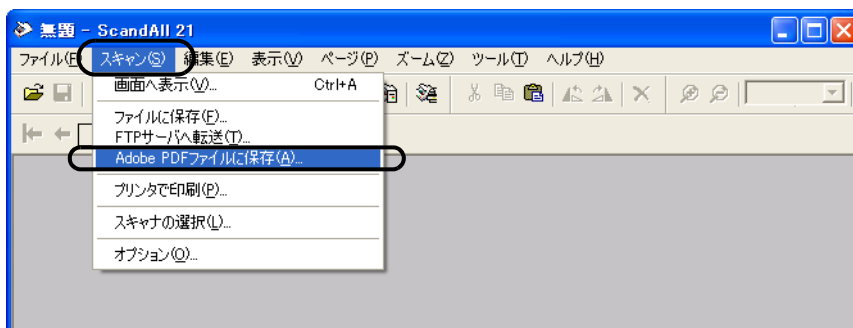 無題 - ScandAll 21
ファイル(F) スキャン(S) 編集(E) 表示(V) ページ(P) ズーム(Z) ツール(T) ヘルプ(H)
画面へ表示(V)... Ctrl+A
ファイルに保存(F)...
FTPサーバへ転送(T)...
Adobe PDFファイルに保存(A)...
プリンタで印刷(P)...
スキャナの選択(L)...
オプション(O)...